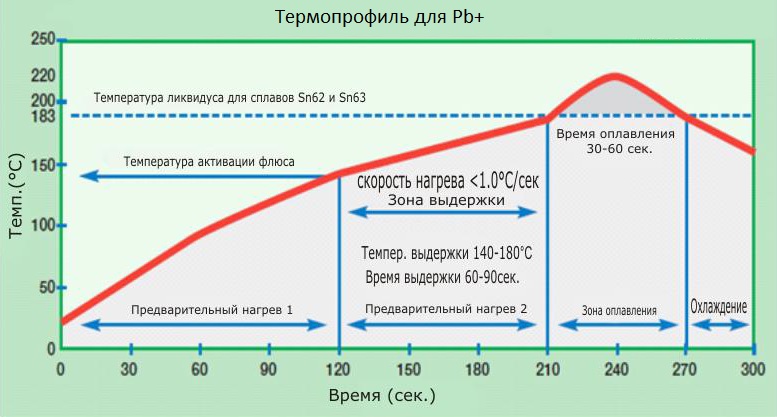 Термопрофиль для Pb+
250
220
200
183
150
100
50
0
Темп.(°C)
Температура ликвидуса для сплавов Sn62 и Sn63
Время оплавления
30-60 сек.
Температура активации флюса
скорость нагрева <1.0°C/сек
Зона выдержки
Темпер. выдержки 140-180°C
Время выдержки 60-90сек.
Предварительный нагрев 1
Предварительный нагрев 2
Зона оплавления
Охлаждение
0 30 60 90 120 150 180 210 240 270 300
Время (сек.)